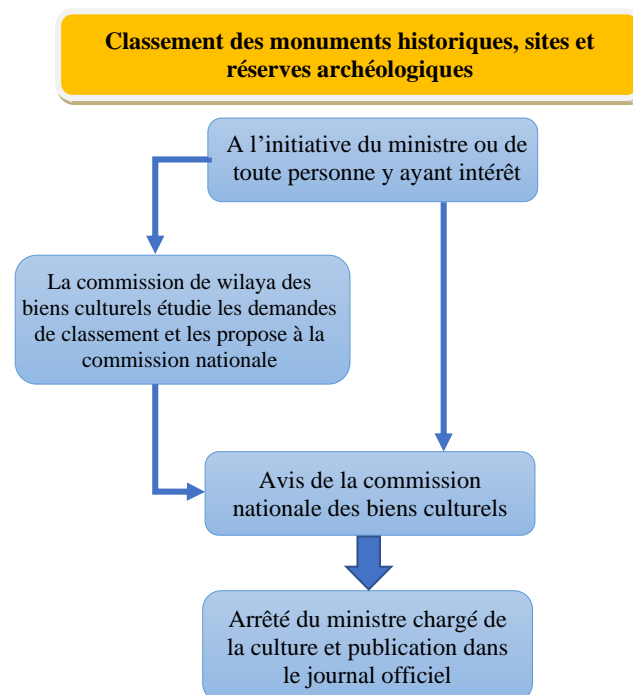 Classement des monuments historiques, sites et
réserves archéologiques
A l’initiative du ministre ou de
toute personne y ayant intérêt
La commission de wilaya des
biens culturels étudie les demandes
de classement et les propose à la
commission nationale
Avis de la commission
nationale des biens culturels
Arrêté du ministre chargé de
la culture et publication dans
le journal officiel